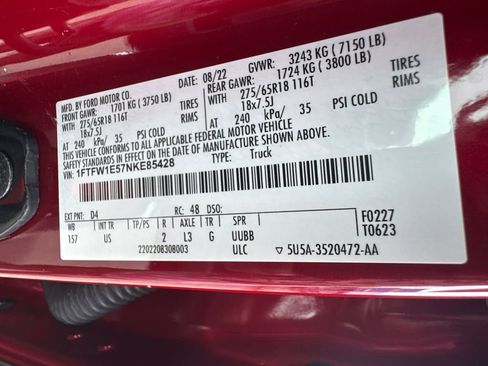 MFD. BY FORD MOTOR CO.
DATE: 08/22 GVWR: 3243 KG ( 7150 LB)
FRONT GAWR: 1701 KG ( 3750 LB) REAR GAWR: 1724 KG ( 3800 LB)
WITH 275/65R18 116T TIRES WITH 275/65R18 116T TIRES
18x7.5J RIMS 18x7.5J RIMS
AT 240 kPa/ 35 PSI COLD AT 240 kPa/ 35 PSI COLD
THIS VEHICLE CONFORMS TO ALL APPLICABLE FEDERAL MOTOR VEHICLE
SAFETY STANDARDS IN EFFECT ON THE DATE OF MANUFACTURE SHOWN ABOVE.
1FTFW1E57NKE85428 TYPE: Truck
EXT PNT: D4 RC: 48 DSO: F0227
WB INT TR TP/PS R AXLE TR SPR T0623
157 US 2 L3 G UUBB
2202208308003 ULC 5U5A-3520472-AA